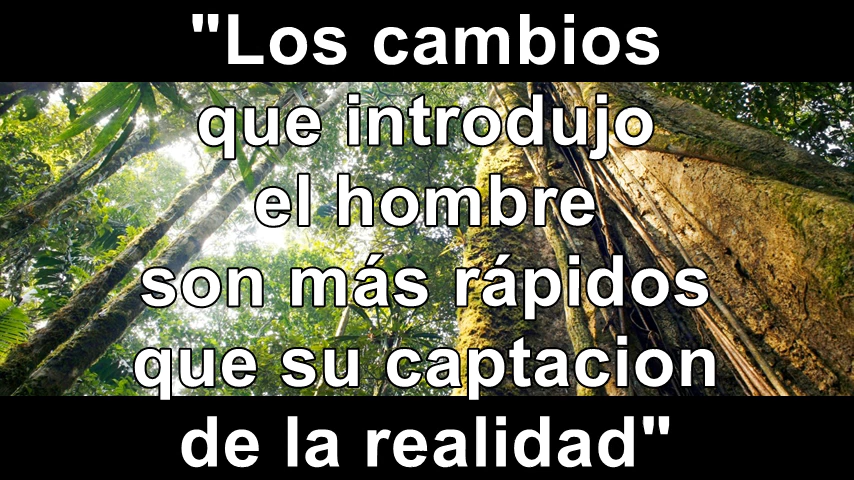 "Los cambios
que introdujo
el hombre
son más rápidos
que su captacion
de la realidad"